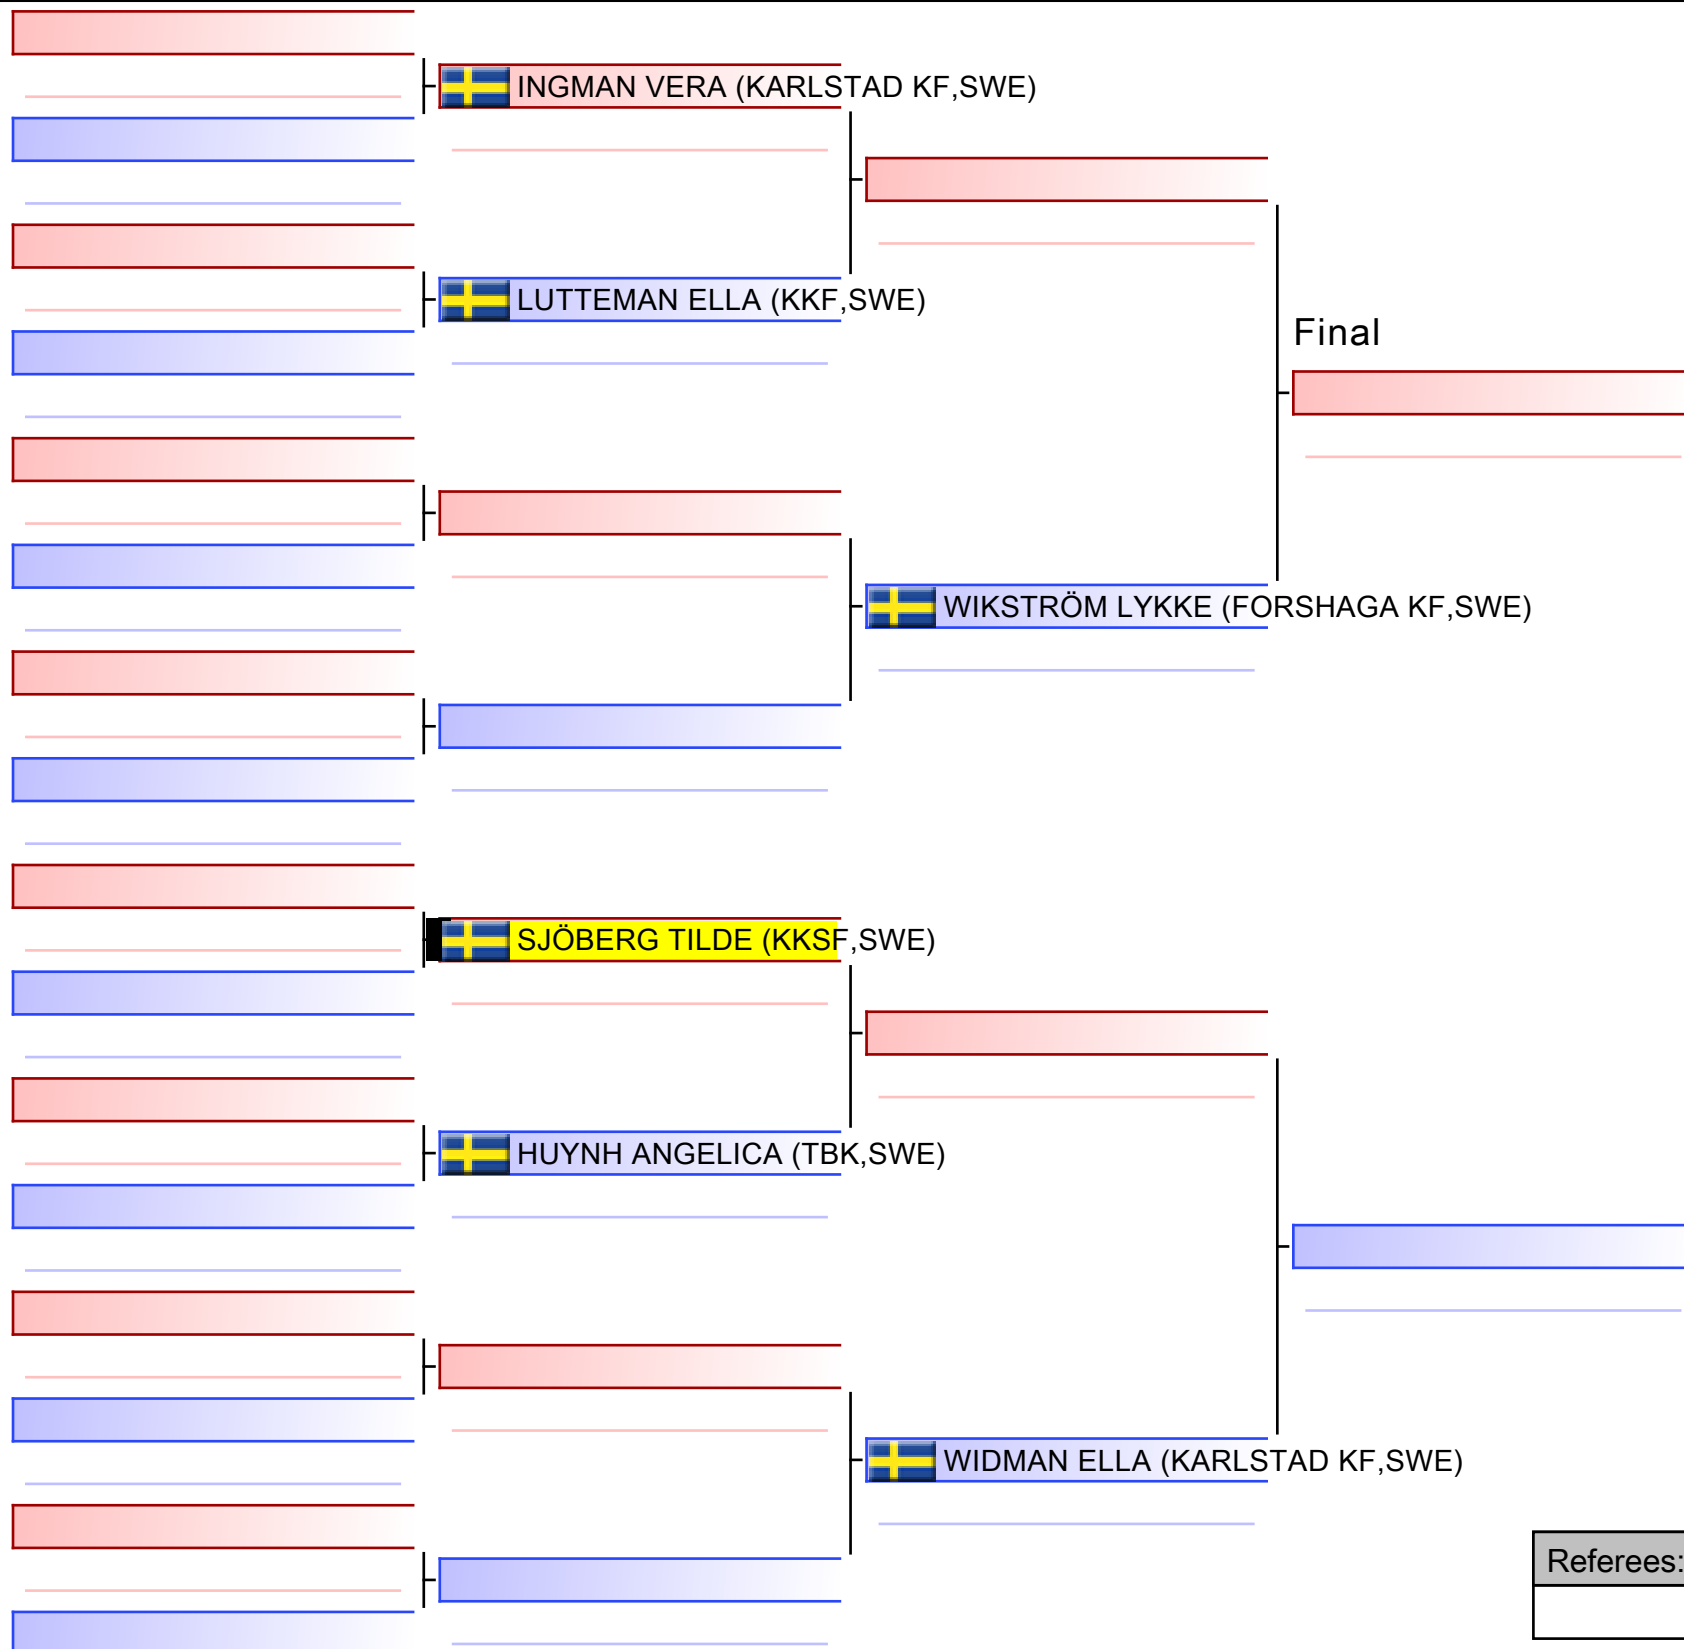 INGMAN VERA (KARLSTAD KF,SWE)
LUTTEMAN ELLA (KKF,SWE)
Final
WIKSTRÖM LYKKE (FORSHAGA KF,SWE)
SJÖBERG TILDE (KKSF,SWE)
HUYNH ANGELICA (TBK,SWE)
WIDMAN ELLA (KARLSTAD KF,SWE)
Referees: